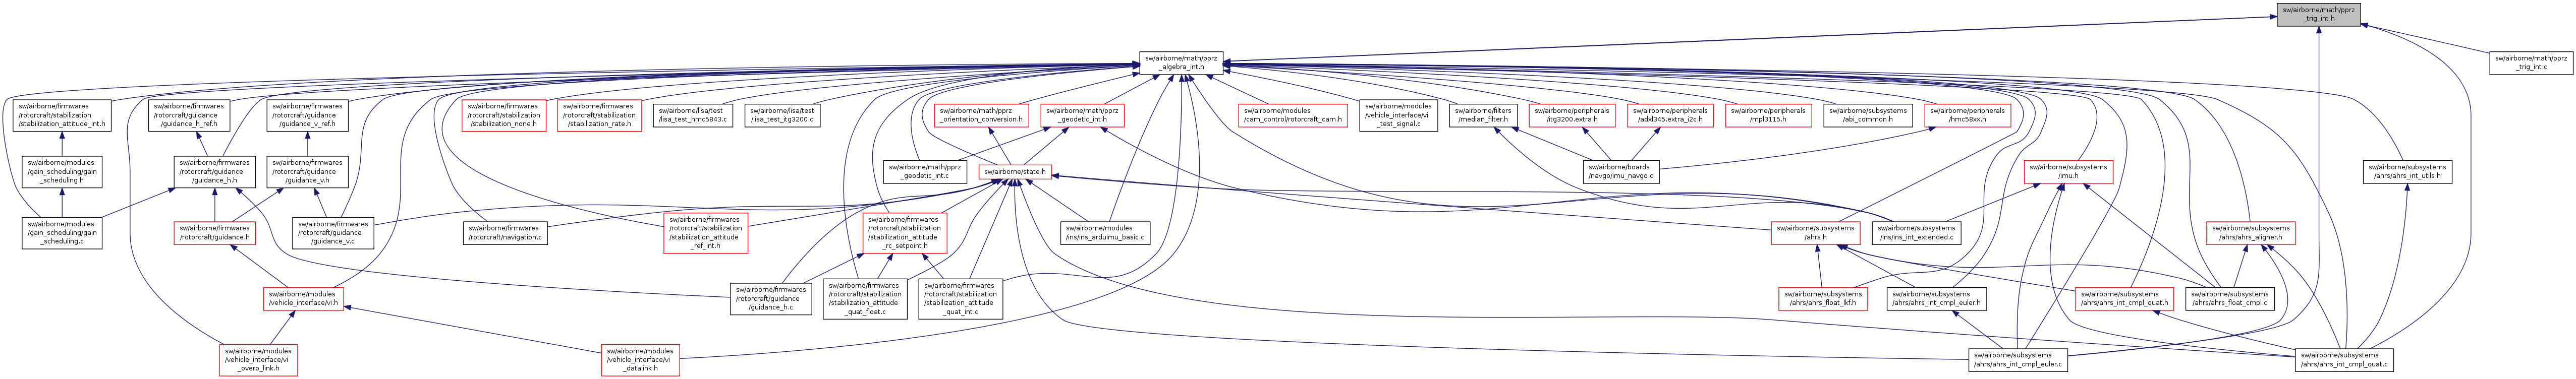 sw/airborne/math/pprz
_trig_int.h
sw/airborne/math/pprz
_algebra_int.h
sw/airborne/math/pprz
_trig_int.c
sw/airborne/firmwares
/rotorcraft/stabilization
/stabilization_attitude_int.h
sw/airborne/firmwares
/rotorcraft/guidance
/guidance_h_ref.h
sw/airborne/firmwares
/rotorcraft/guidance
/guidance_v_ref.h
sw/airborne/firmwares
/rotorcraft/stabilization
/stabilization_none.h
sw/airborne/firmwares
/rotorcraft/stabilization
/stabilization_rate.h
sw/airborne/lisa/test
/lisa_test_hmc5843.c
sw/airborne/lisa/test
/lisa_test_itg3200.c
sw/airborne/math/pprz
_orientation_conversion.h
sw/airborne/math/pprz
_geodetic_int.h
sw/airborne/modules
/cam_control/rotorcraft_cam.h
sw/airborne/modules
/vehicle_interface/vi
_test_signal.c
sw/airborne/filters
/median_filter.h
sw/airborne/peripherals
/itg3200.extra.h
sw/airborne/peripherals
/adxl345.extra_i2c.h
sw/airborne/peripherals
/mpl3115.h
sw/airborne/subsystems
/abi_common.h
sw/airborne/peripherals
/hmc58xx.h
sw/airborne/modules
/gain_scheduling/gain
_scheduling.h
sw/airborne/firmwares
/rotorcraft/guidance
/guidance_h.h
sw/airborne/firmwares
/rotorcraft/guidance
/guidance_v.h
sw/airborne/math/pprz
_geodetic_int.c
sw/airborne/state.h
sw/airborne/boards
/navgo/imu_navgo.c
sw/airborne/subsystems
/imu.h
sw/airborne/subsystems
/ahrs/ahrs_int_utils.h
sw/airborne/modules
/gain_scheduling/gain
_scheduling.c
sw/airborne/firmwares
/rotorcraft/guidance.h
sw/airborne/firmwares
/rotorcraft/guidance
/guidance_v.c
sw/airborne/firmwares
/rotorcraft/navigation.c
sw/airborne/firmwares
/rotorcraft/stabilization
/stabilization_attitude
_ref_int.h
sw/airborne/firmwares
/rotorcraft/stabilization
/stabilization_attitude
_rc_setpoint.h
sw/airborne/modules
/ins/ins_arduimu_basic.c
sw/airborne/subsystems
/ahrs.h
sw/airborne/subsystems
/ins/ins_int_extended.c
sw/airborne/subsystems
/ahrs/ahrs_aligner.h
sw/airborne/modules
/vehicle_interface/vi.h
sw/airborne/firmwares
/rotorcraft/guidance
/guidance_h.c
sw/airborne/firmwares
/rotorcraft/stabilization
/stabilization_attitude
_quat_float.c
sw/airborne/firmwares
/rotorcraft/stabilization
/stabilization_attitude
_quat_int.c
sw/airborne/subsystems
/ahrs/ahrs_float_lkf.h
sw/airborne/subsystems
/ahrs/ahrs_int_cmpl_euler.h
sw/airborne/subsystems
/ahrs/ahrs_int_cmpl_quat.h
sw/airborne/subsystems
/ahrs/ahrs_float_cmpl.c
sw/airborne/modules
/vehicle_interface/vi
_overo_link.h
sw/airborne/modules
/vehicle_interface/vi
_datalink.h
sw/airborne/subsystems
/ahrs/ahrs_int_cmpl_euler.c
sw/airborne/subsystems
/ahrs/ahrs_int_cmpl_quat.c